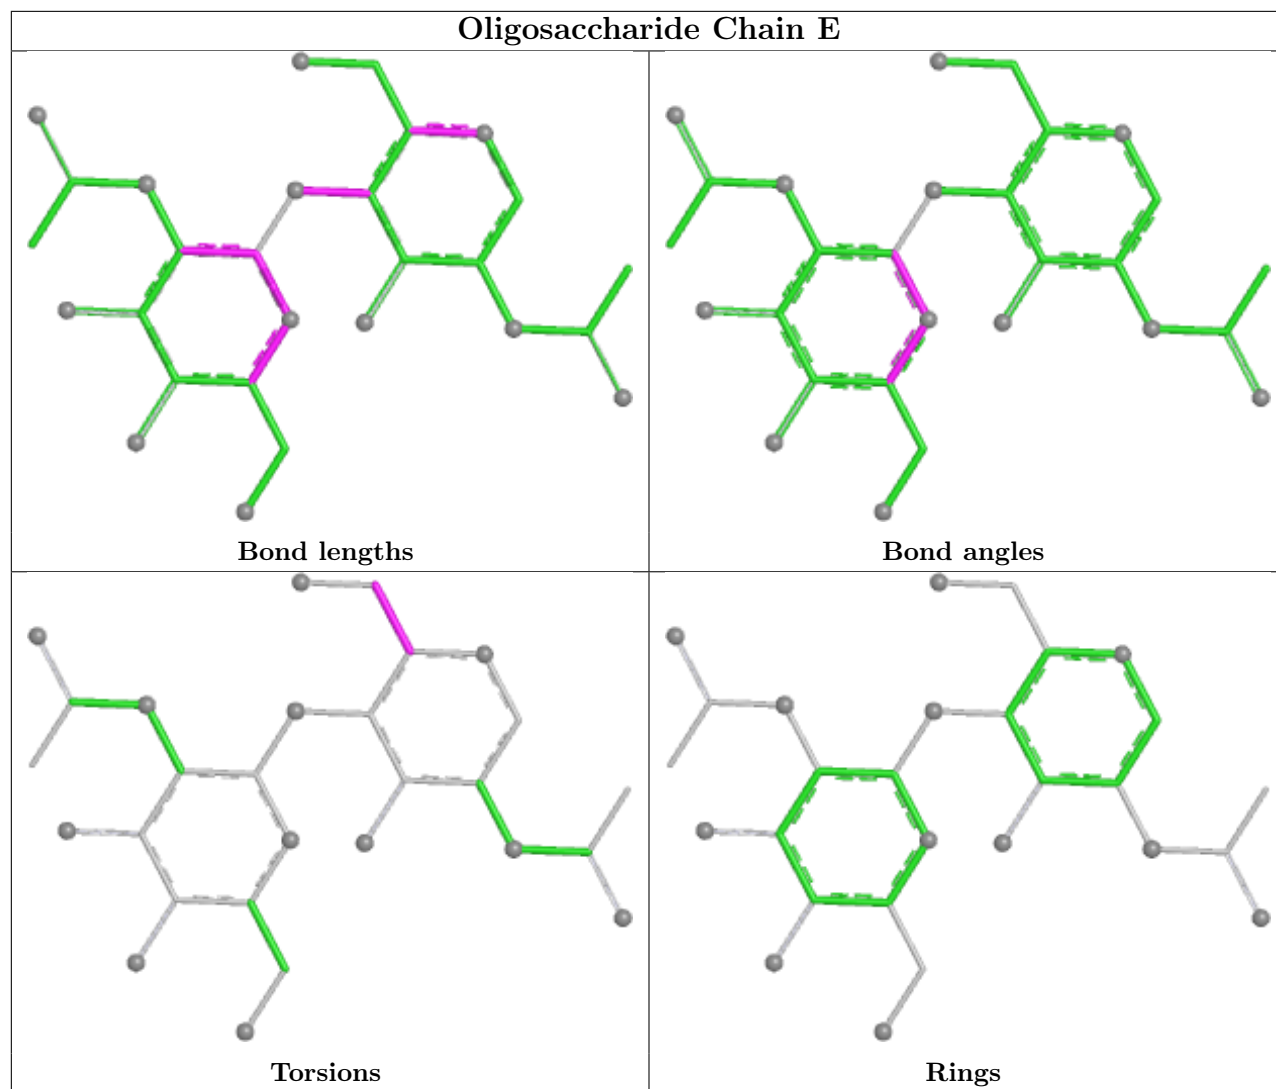 Oligosaccharide Chain E
Bond lengths
Bond angles
Torsions
Rings